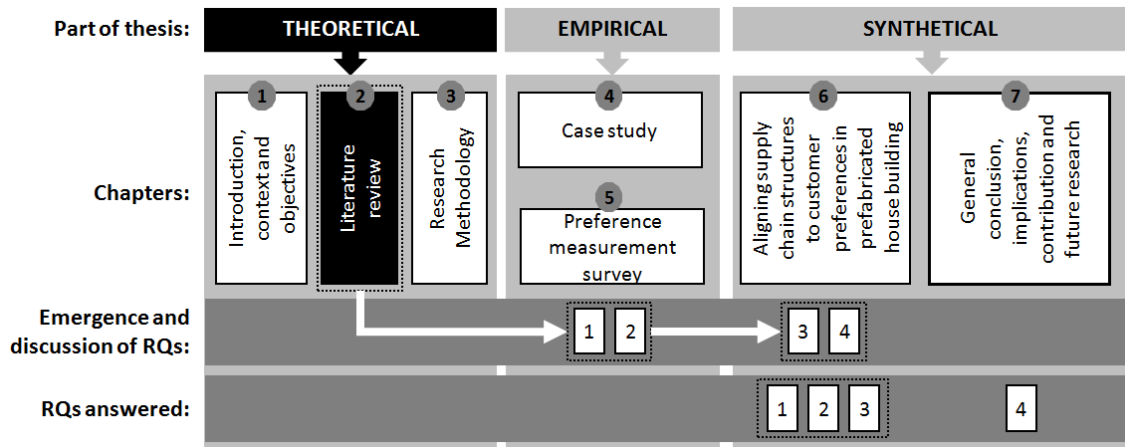 Part of thesis:
THEORETICAL
EMPIRICAL
SYNTHETICAL
Chapters:
1
Introduction,
context and
objectives
2
Literature
review
3
Research
Methodology
4
Case study
5
Preference
measurement
survey
6
Aligning supply
chain structures
to customer
preferences in
prefabricated
house building
7
General
conclusion,
implications,
contribution and
future research
Emergence and
discussion of RQs:
1 2 3 4
RQs answered:
1 2 3 4